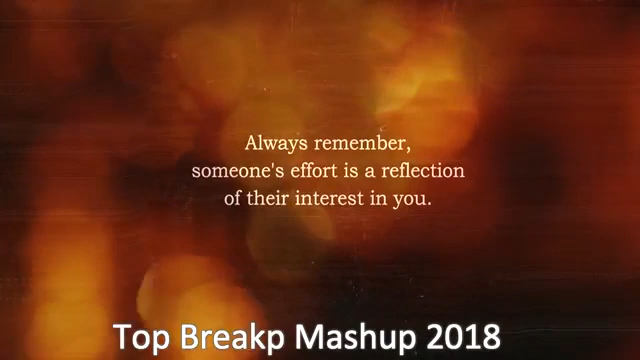 Always remember,
someone's effort is a reflection
of their interest in you.
Top Breakp Mashup 2018